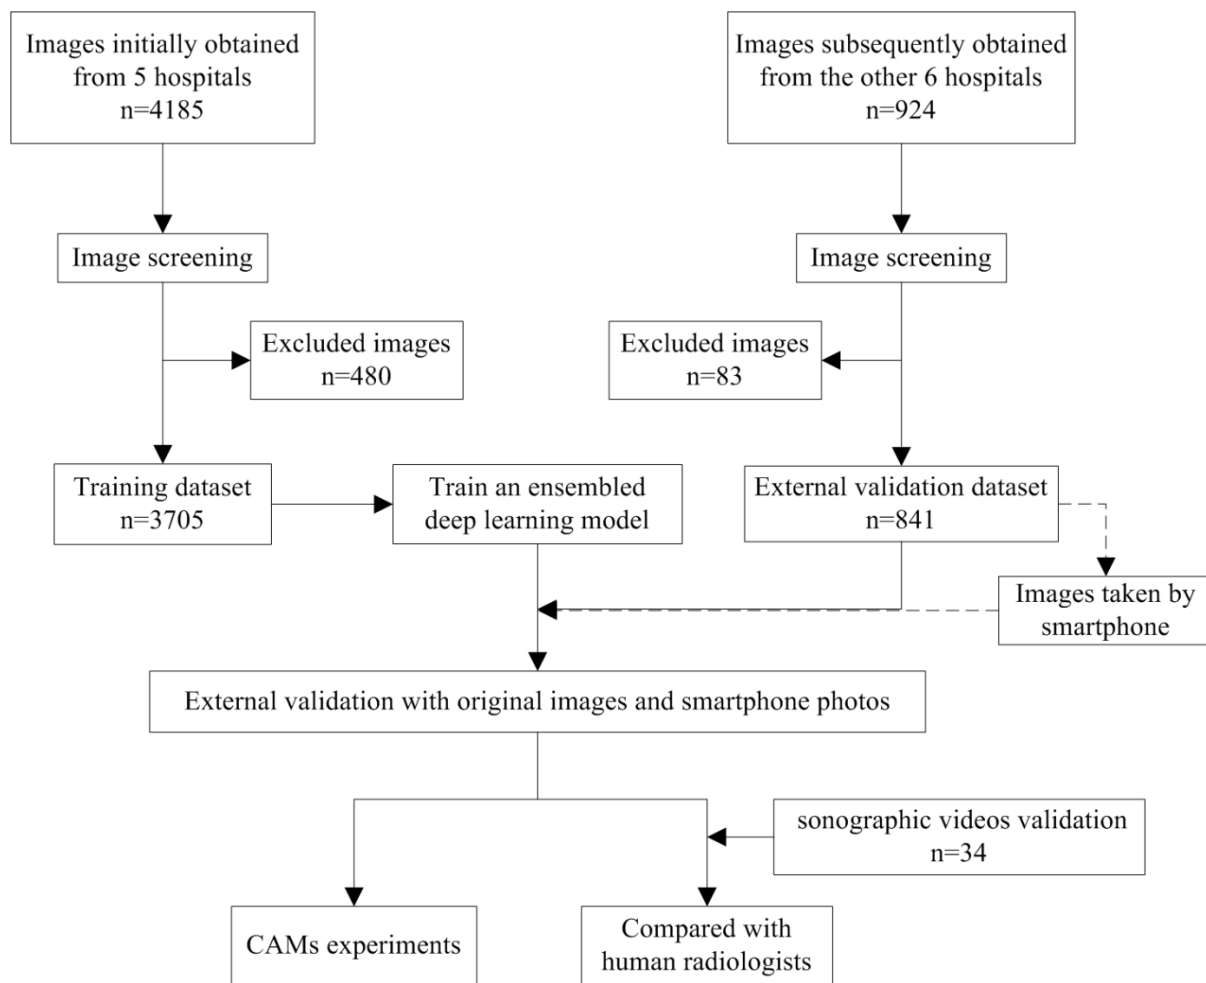 Images initially obtained
from 5 hospitals
n=4185
Images subsequently obtained
from the other 6 hospitals
n=924
Image screening
Image screening
Excluded images
n=480
Excluded images
n=83
Training dataset
n=3705
Train an ensembled
deep learning model
External validation dataset
n=841
Images taken by
smartphone
External validation with original images and smartphone photos
sonographic videos validation
n=34
CAMs experiments
Compared with
human radiologists